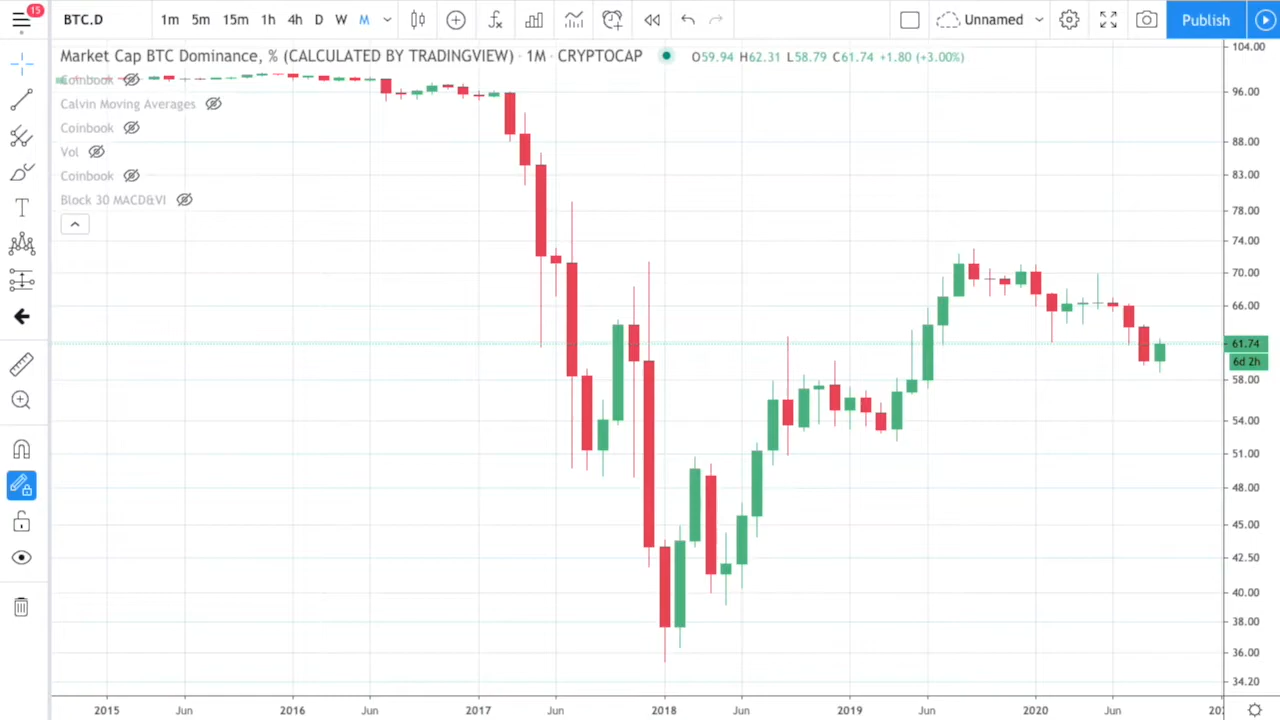 15
BTC.D 1m 5m 15m 1h 4h D W M Unnamed Publish
Market Cap BTC Dominance, % (CALCULATED BY TRADINGVIEW) · 1M · CRYPTOCAP O59.94 H62.31 L58.79 C61.74 +1.80 (+3.00%)
Coinbook
Calvin Moving Averages
Coinbook
Vol
Coinbook
Block 30 MACD&VI
104.00
96.00
88.00
83.00
78.00
74.00
70.00
66.00
61.74
6d 2h
58.00
54.00
51.00
48.00
45.00
42.50
40.00
38.00
36.00
34.20
2015 Jun 2016 Jun 2017 Jun 2018 Jun 2019 Jun 2020 Jun